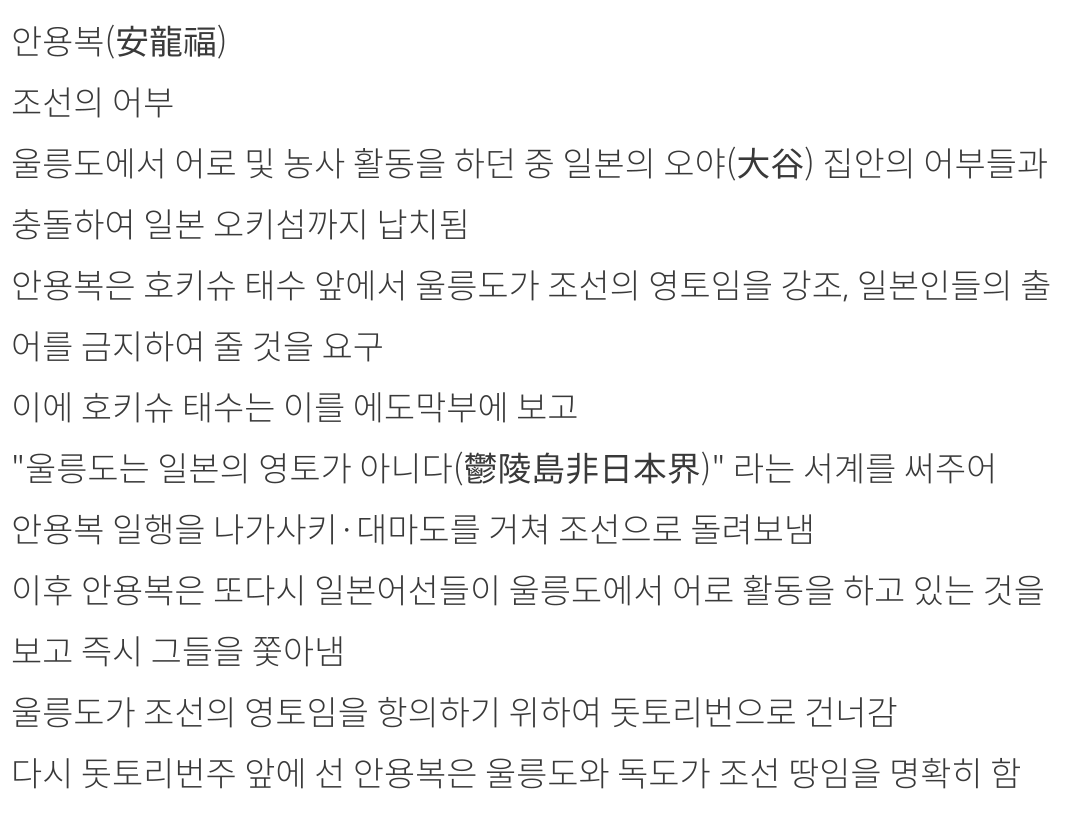 안용복(安龍福)
조선의 어부
울릉도에서 어로 및 농사 활동을 하던 중 일본의 오야(大谷) 집안의 어부들과
충돌하여 일본 오키섬까지 납치됨
안용복은 호키슈 태수 앞에서 울릉도가 조선의 영토임을 강조, 일본인들의 출
어를 금지하여 줄 것을 요구
이에 호키슈 태수는 이를 에도막부에 보고
"울릉도는 일본의 영토가 아니다(鬱陵島非日本界)" 라는 서계를 써주어
안용복 일행을 나가사키·대마도를 거쳐 조선으로 돌려보냄
이후 안용복은 또다시 일본어선들이 울릉도에서 어로 활동을 하고 있는 것을
보고 즉시 그들을 쫓아냄
울릉도가 조선의 영토임을 항의하기 위하여 돗토리번으로 건너감
다시 돗토리번주 앞에 선 안용복은 울릉도와 독도가 조선 땅임을 명확히 함